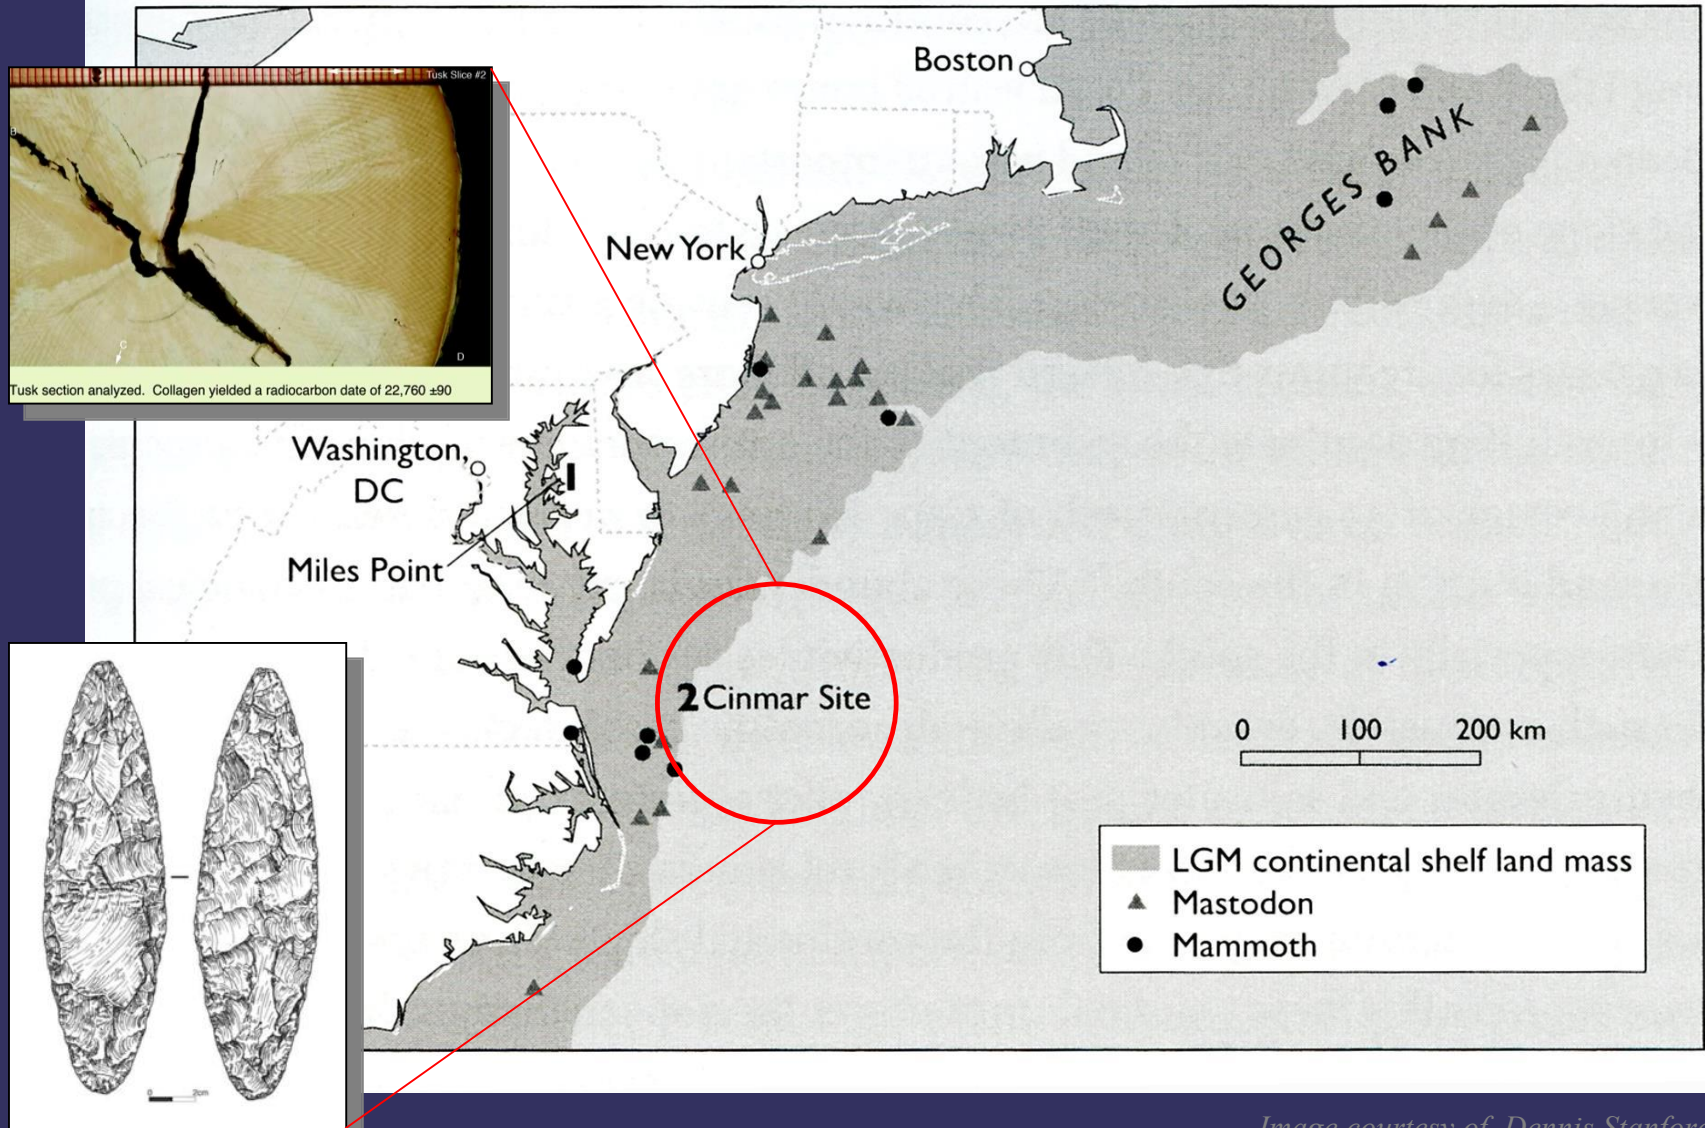 Boston
GEORGES BANK
New York
Tusk Slice #2
B
C
D
Tusk section analyzed. Collagen yielded a radiocarbon date of 22,760 ±90
Washington,
DC
1
Miles Point
2 Cinmar Site
0 100 200 km
LGM continental shelf land mass
Mastodon
Mammoth
0 2cm
Image courtesy of Dennis Stanford